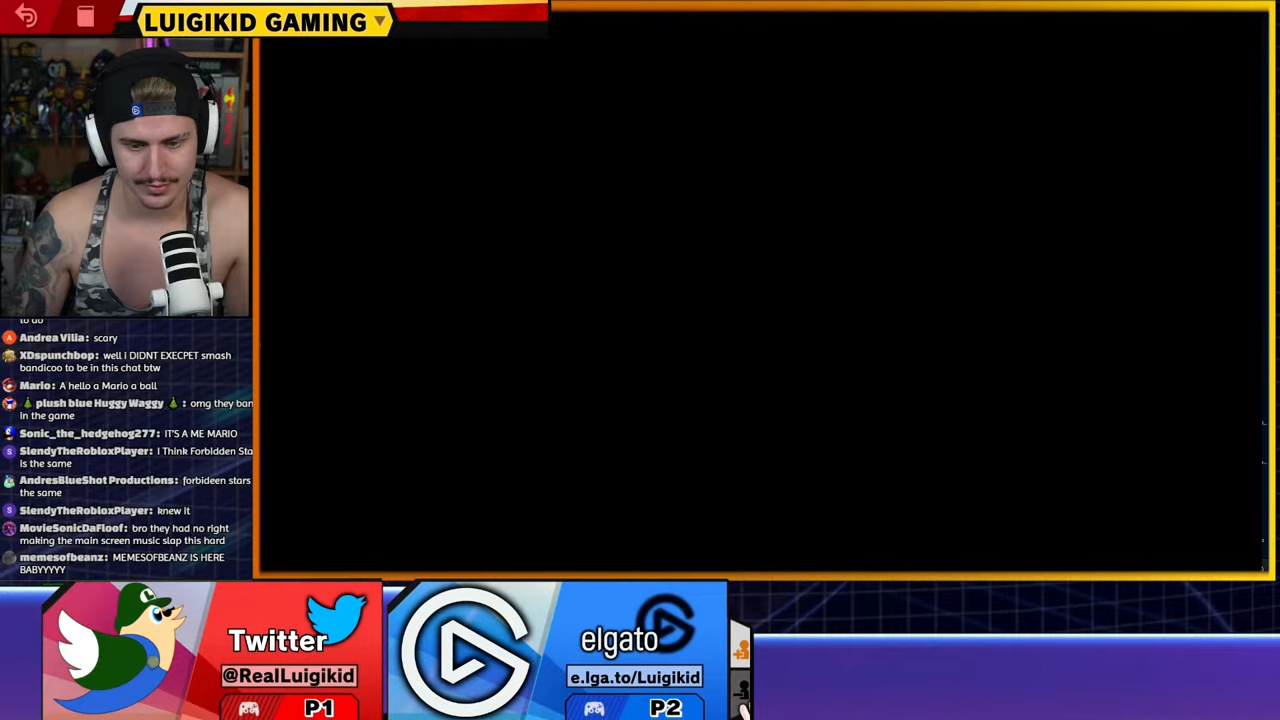 LUIGIKID GAMING
to do
Andrea Vilia: scary
XDspunchbop: well i DIDNT EXECPET smash
bandicoo to be in this chat btw
Mario: A hello a Mario a ball
plush blue Huggy Waggy : omg they ban
in the game
Sonic_the_hedgehog277: IT'S A ME MARIO
SlendyTheRobloxPlayer: I Think Forbidden Sta
is the same
AndresBlueShot Productions: forbideen stars
the same
SlendyTheRobloxPlayer: knew it
MovieSonicDaFloof: bro they had no right
making the main screen music slap this hard
memesofbeanz: MEMESOFBEANZ IS HERE
BABYYYYY
Twitter
@RealLuigikid
P1
elgato
e.lga.to/Luigikid
P2